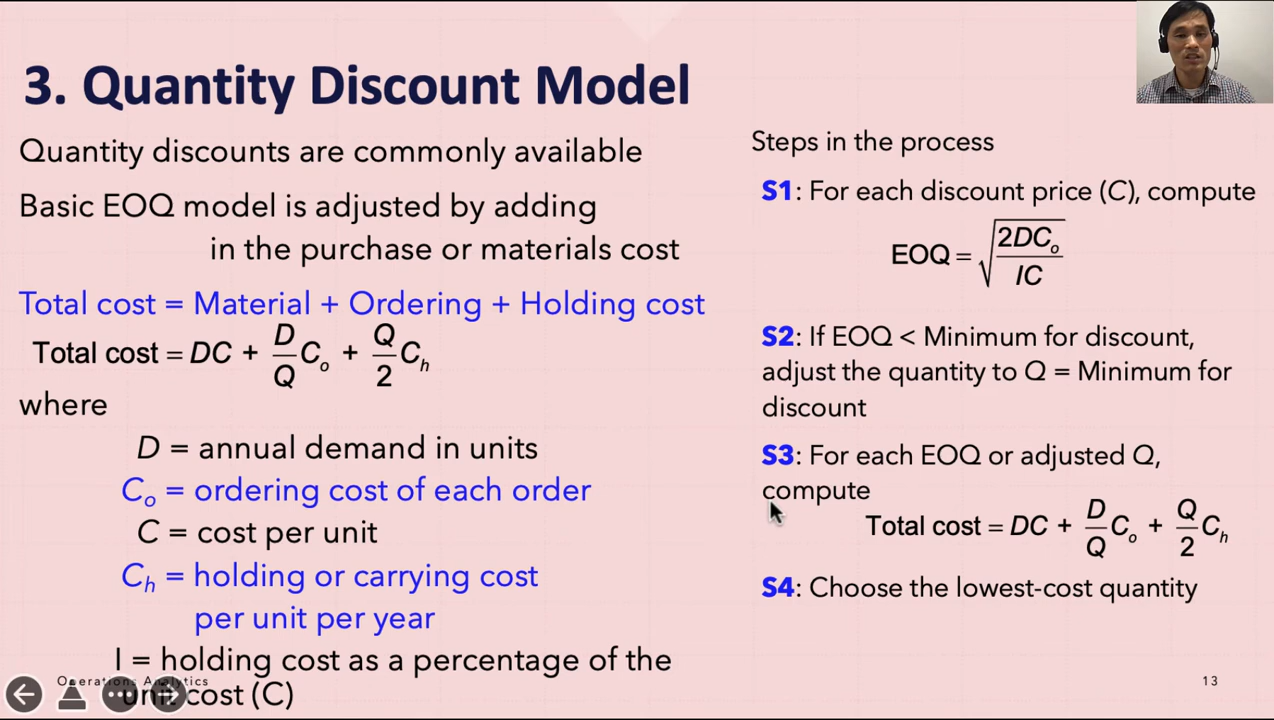 3. Quantity Discount Model
Quantity discounts are commonly available
Basic EOQ model is adjusted by adding
in the purchase or materials cost
Total cost = Material + Ordering + Holding cost
Total cost = DC + D/Q C_o + Q/2 C_h
where
D = annual demand in units
C_o = ordering cost of each order
C = cost per unit
C_h = holding or carrying cost
per unit per year
I = holding cost as a percentage of the
unit cost (C)
Steps in the process
S1: For each discount price (C), compute
EOQ = √(2DC_o / IC)
S2: If EOQ < Minimum for discount,
adjust the quantity to Q = Minimum for
discount
S3: For each EOQ or adjusted Q,
compute
Total cost = DC + D/Q C_o + Q/2 C_h
S4: Choose the lowest-cost quantity
Operations Analytics
13